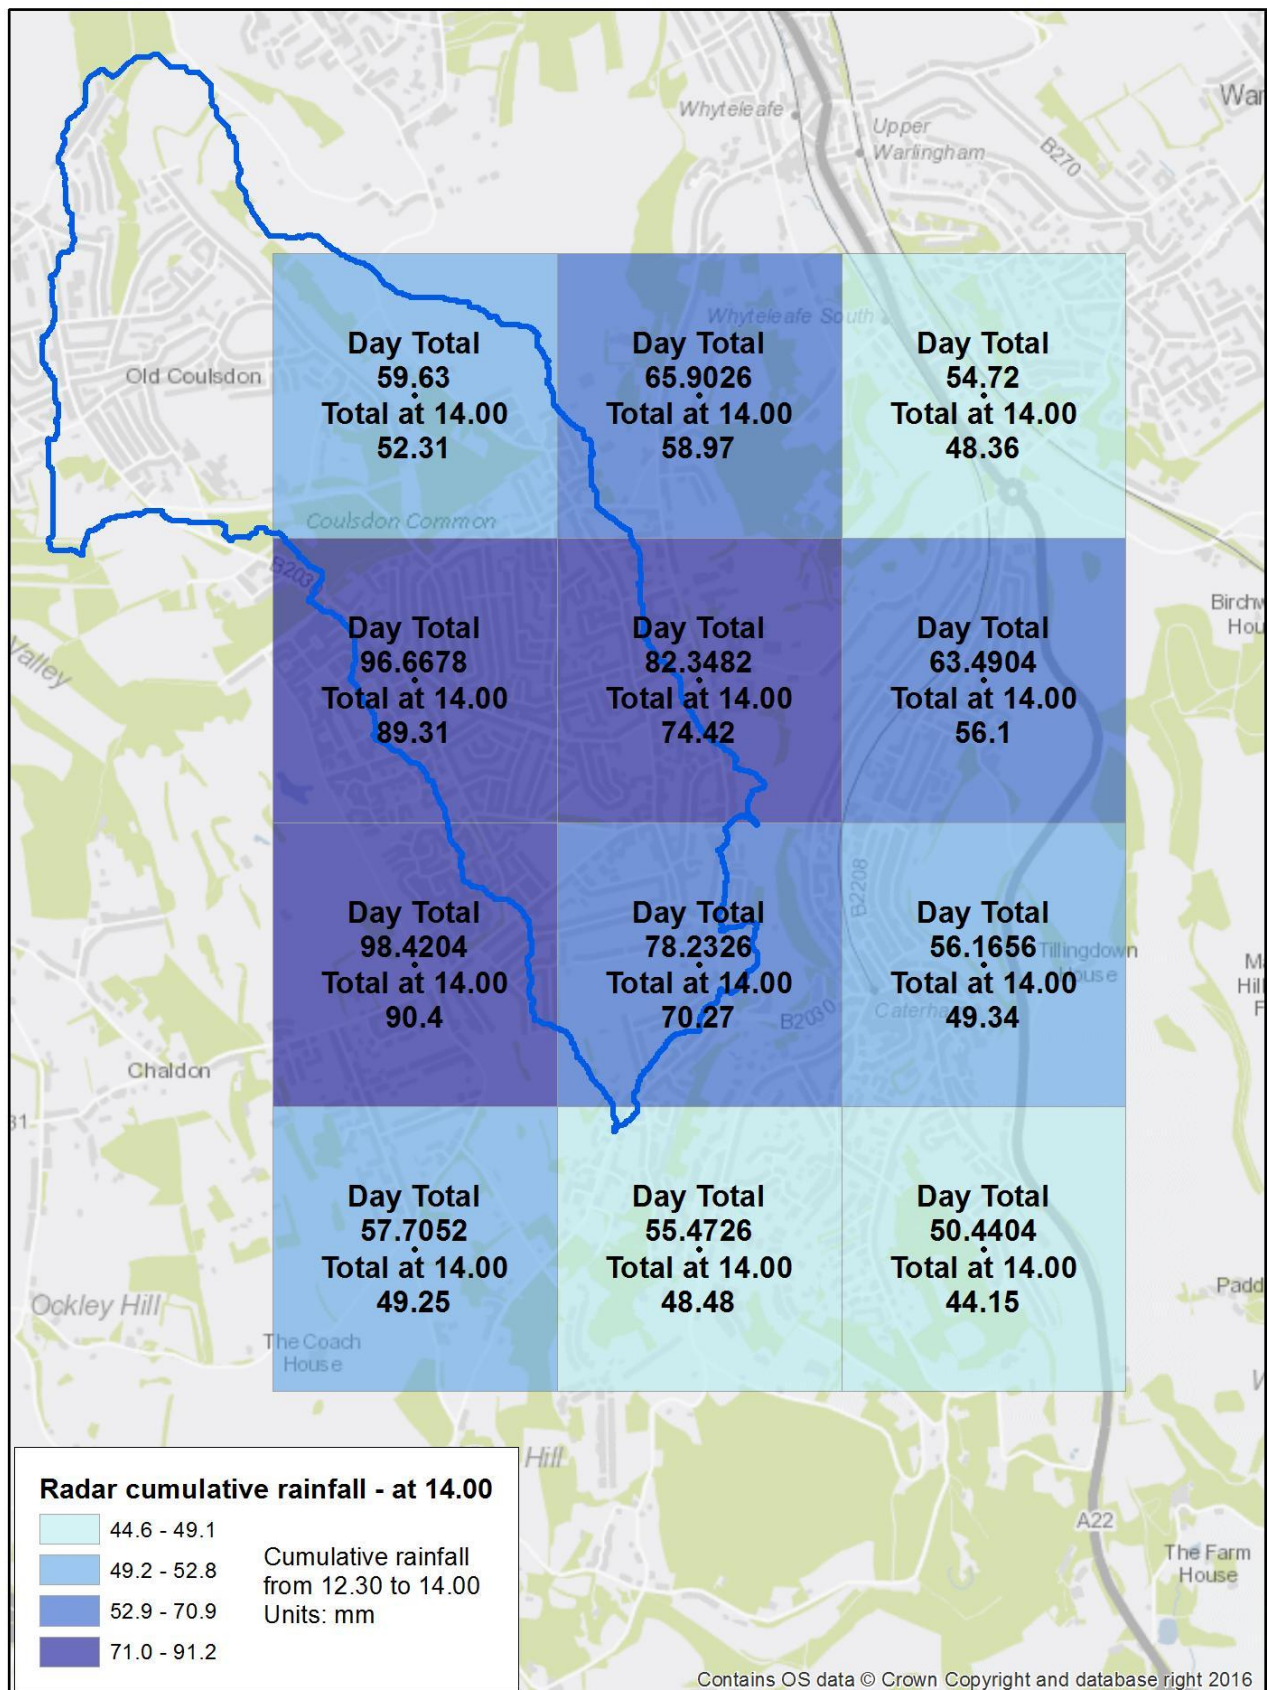 Whyteleafe
Upper
Warlingham
War
B270
Whyteleafe South
Old Coulsdon
Day Total
59.63
Total at 14.00
52.31
Day Total
65.9026
Total at 14.00
58.97
Day Total
54.72
Total at 14.00
48.36
Coulsdon Common
B203
Valley
Birchw
Hou
Day Total
96.6678
Total at 14.00
89.31
Day Total
82.3482
Total at 14.00
74.42
Day Total
63.4904
Total at 14.00
56.1
B2208
Day Total
98.4204
Total at 14.00
90.4
Day Total
78.2326
Total at 14.00
70.27
Day Total
56.1656
Total at 14.00
49.34
Tillingdown
House
Ma
Hill
F
B2030
Caterha
Chaldon
31
Day Total
57.7052
Total at 14.00
49.25
Day Total
55.4726
Total at 14.00
48.48
Day Total
50.4404
Total at 14.00
44.15
Ockley Hill
The Coach
House
Padd
Hill
A22
The Farm
House
Radar cumulative rainfall - at 14.00
44.6 - 49.1
49.2 - 52.8
52.9 - 70.9
71.0 - 91.2
Cumulative rainfall
from 12.30 to 14.00
Units: mm
Contains OS data © Crown Copyright and database right 2016